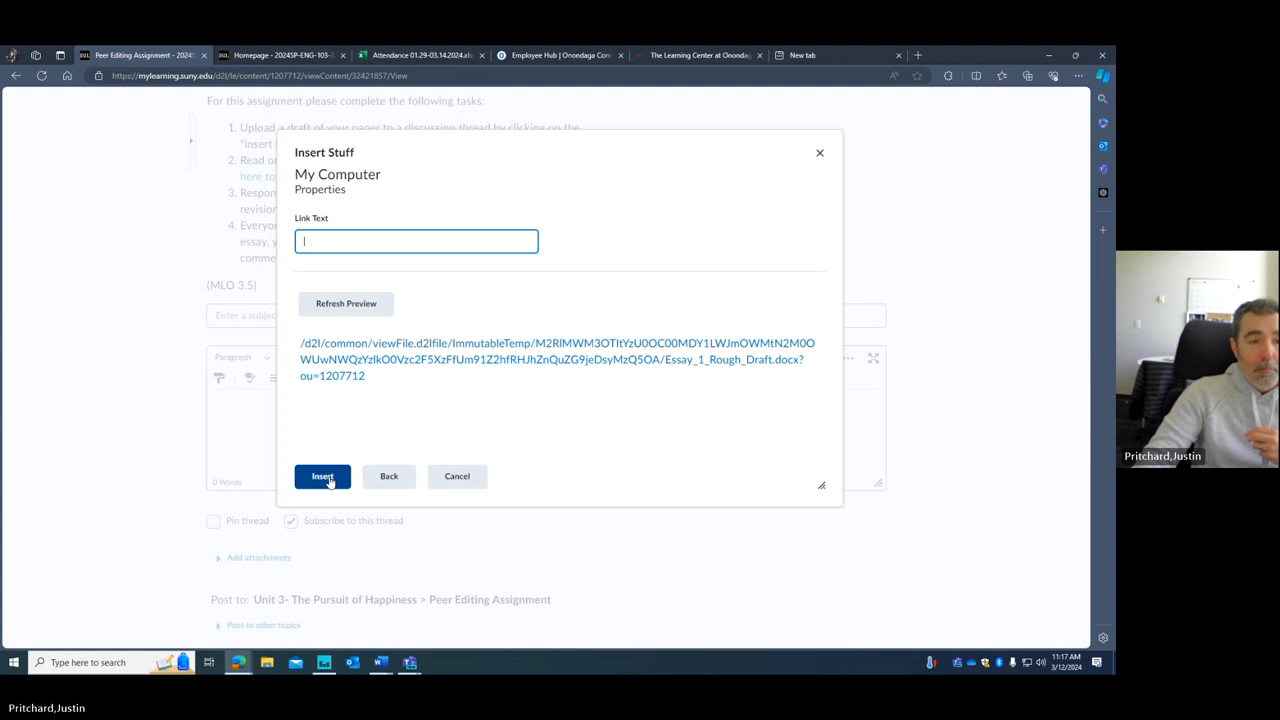 Peer Editing Assignment - 2024S
Homepage - 2024SP-ENG-103-
Attendance 01.29-03.14.2024.xls
Employee Hub | Onondaga Com
The Learning Center at Onondag
New tab
https://mylearning.suny.edu/d2l/le/content/1207712/viewContent/32421857/View
For this assignment please complete the following tasks:
1. Upload a draft of your paper to a discussion thread by clicking on the
"insert
2. Read
here to
3. Respon
revision
4. Everyo
essay, y
comme
(MLO 3.5)
Enter a subjec
Paragraph
0 Words
Insert Stuff
My Computer
Properties
Link Text
Refresh Preview
/d2l/common/viewFile.d2lfile/ImmutableTemp/
Essay_1_Rough_Draft.docx?
ou=1207712
Insert
Back
Cancel
Pin thread
Subscribe to this thread
Add attachments
Post to: Unit 3- The Pursuit of Happiness > Peer Editing Assignment
Post to other topics
Type here to search
11:17 AM
3/12/2024
Pritchard,Justin
Pritchard,Justin